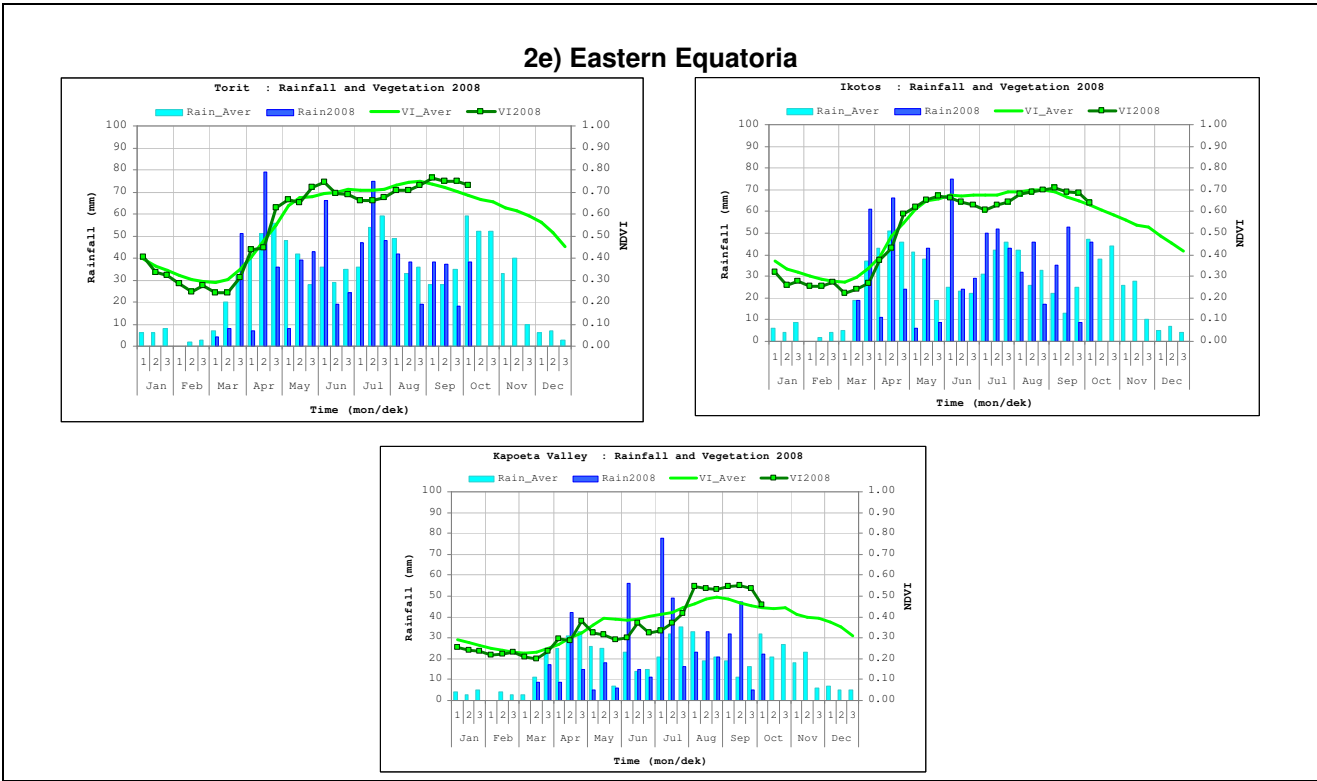 2e) Eastern Equatoria
Torit : Rainfall and Vegetation 2008
Rain_Aver Rain2008 VI_Aver VI2008
100 1.00
90 0.90
80 0.80
70 0.70
60 0.60
50 0.50
40 0.40
30 0.30
20 0.20
10 0.10
0 0.00
Rainfall (mm)
NDVI
1 2 3 1 2 3 1 2 3 1 2 3 1 2 3 1 2 3 1 2 3 1 2 3 1 2 3 1 2 3 1 2 3 1 2 3
Jan Feb Mar Apr May Jun Jul Aug Sep Oct Nov Dec
Time (mon/dek)
Ikotos : Rainfall and Vegetation 2008
Rain_Aver Rain2008 VI_Aver VI2008
100 1.00
90 0.90
80 0.80
70 0.70
60 0.60
50 0.50
40 0.40
30 0.30
20 0.20
10 0.10
0 0.00
Rainfall (mm)
NDVI
1 2 3 1 2 3 1 2 3 1 2 3 1 2 3 1 2 3 1 2 3 1 2 3 1 2 3 1 2 3 1 2 3 1 2 3
Jan Feb Mar Apr May Jun Jul Aug Sep Oct Nov Dec
Time (mon/dek)
Kapoeta Valley : Rainfall and Vegetation 2008
Rain_Aver Rain2008 VI_Aver VI2008
100 1.00
90 0.90
80 0.80
70 0.70
60 0.60
50 0.50
40 0.40
30 0.30
20 0.20
10 0.10
0 0.00
Rainfall (mm)
NDVI
1 2 3 1 2 3 1 2 3 1 2 3 1 2 3 1 2 3 1 2 3 1 2 3 1 2 3 1 2 3 1 2 3 1 2 3
Jan Feb Mar Apr May Jun Jul Aug Sep Oct Nov Dec
Time (mon/dek)